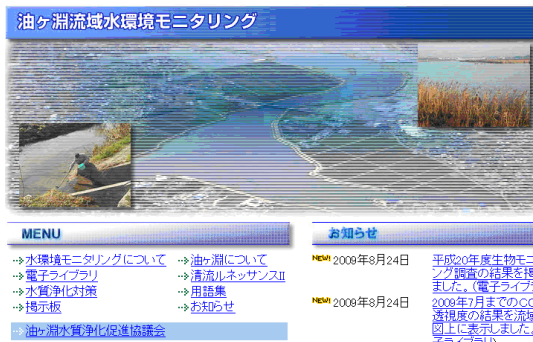 油ヶ淵流域水環境モニタリング
MENU
水環境モニタリングについて
油ヶ淵について
電子ライブラリ
清流ルネッサンスII
水質浄化対策
用語集
掲示板
お知らせ
油ヶ淵水質浄化促進協議会
お知らせ
NEW! 2009年8月24日
平成20年度生物モニ
ング調査の結果を掲
ました。(電子ライブ
NEW! 2009年8月24日
2009年7月までのCO
透視度の結果を流域
図上に表示しました。